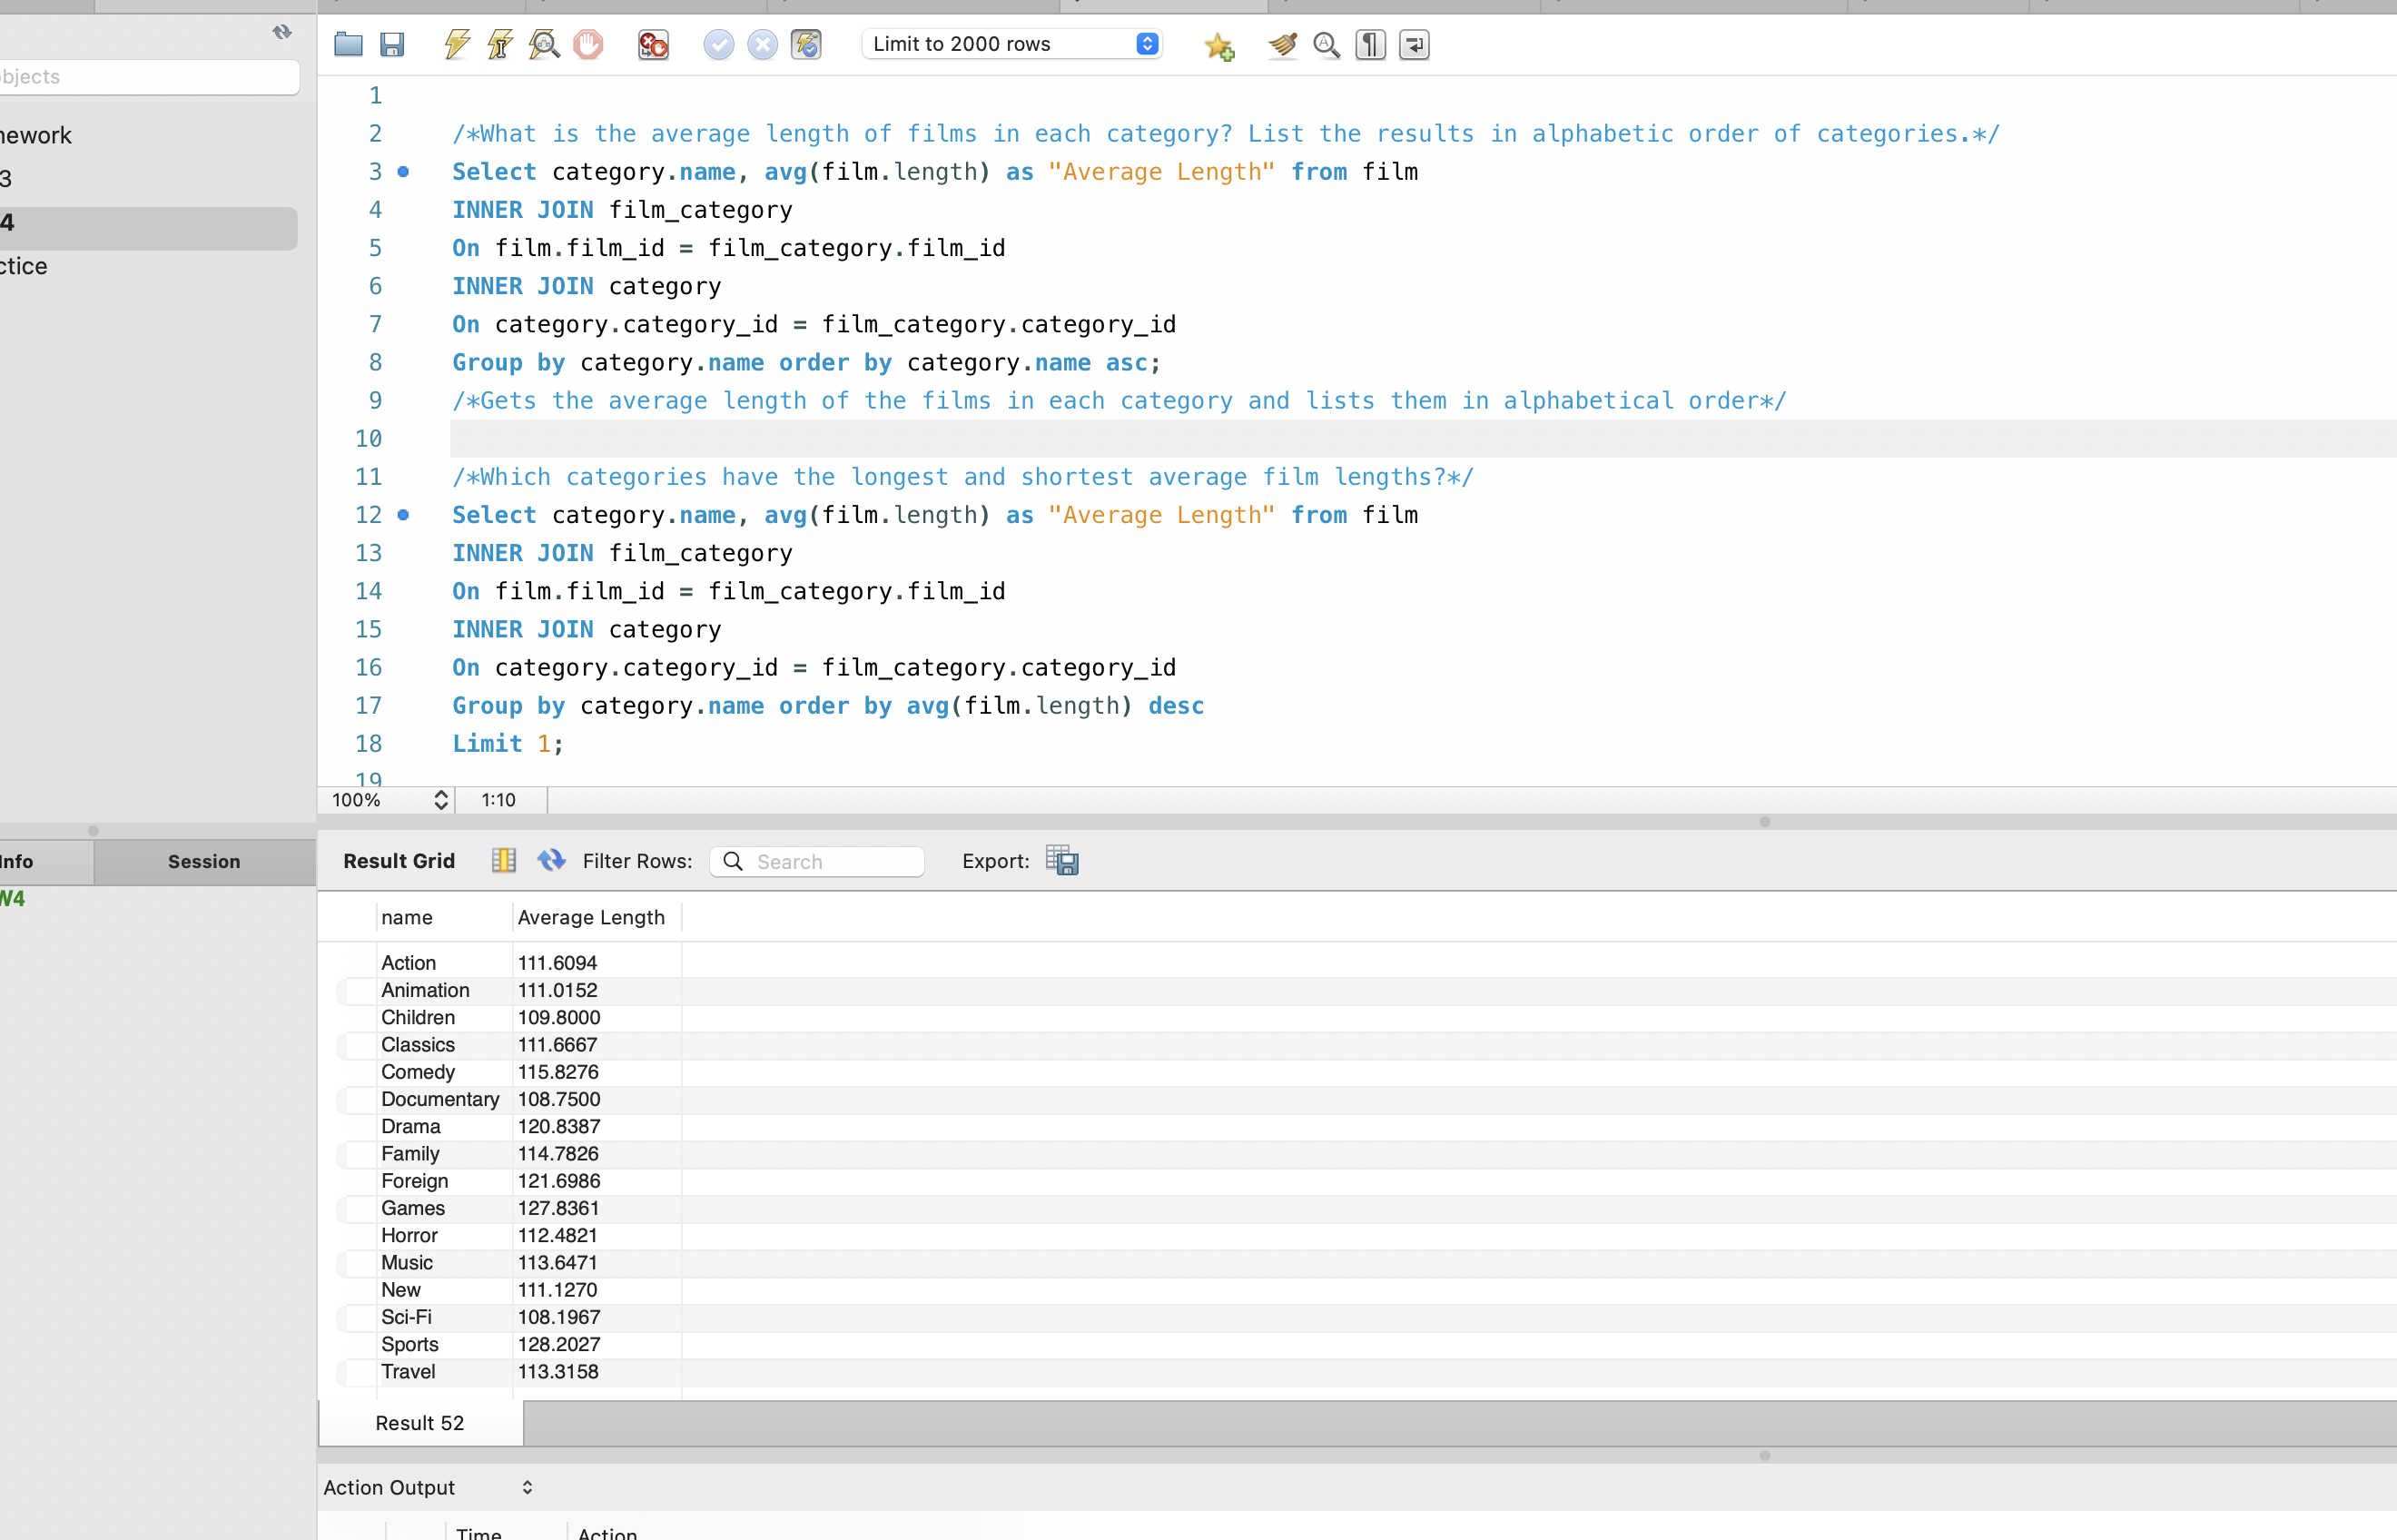 objects
nework
3
4
ctice
Limit to 2000 rows
1
2 /*What is the average length of films in each category? List the results in alphabetic order of categories.*/
3 Select category.name, avg(film.length) as "Average Length" from film
4 INNER JOIN film_category
5 On film.film_id = film_category.film_id
6 INNER JOIN category
7 On category.category_id = film_category.category_id
8 Group by category.name order by category.name asc;
9 /*Gets the average length of the films in each category and lists them in alphabetical order*/
10
11 /*Which categories have the longest and shortest average film lengths?*/
12 Select category.name, avg(film.length) as "Average Length" from film
13 INNER JOIN film_category
14 On film.film_id = film_category.film_id
15 INNER JOIN category
16 On category.category_id = film_category.category_id
17 Group by category.name order by avg(film.length) desc
18 Limit 1;
19
100% 1:10
Info Session
W4
Result Grid Filter Rows: Search Export:
name Average Length
Action 111.6094
Animation 111.0152
Children 109.8000
Classics 111.6667
Comedy 115.8276
Documentary 108.7500
Drama 120.8387
Family 114.7826
Foreign 121.6986
Games 127.8361
Horror 112.4821
Music 113.6471
New 111.1270
Sci-Fi 108.1967
Sports 128.2027
Travel 113.3158
Result 52
Action Output
Time Action